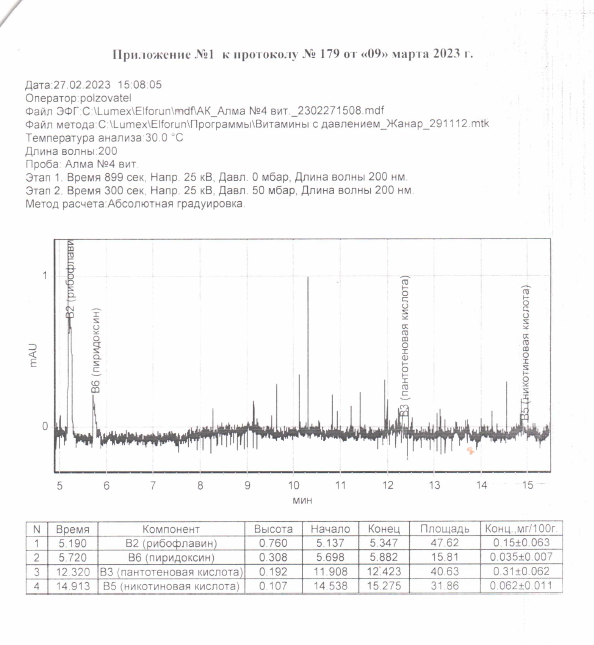 Приложение №1 к протоколу № 179 от «09» марта 2023 г.
Дата:27.02.2023 15:08:05
Оператор:polzovatel
Файл ЭФГ:C:\Lumex\Elforun\mdf\АК_Алма №4 вит._2302271508.mdf
Файл метода:C:\Lumex\Elforun\Программы\Витамины с давлением_Жанар_291112.mtk
Температура анализа:30.0 °С
Длина волны:200
Проба: Алма №4 вит.
Этап 1. Время 899 сек, Напр. 25 кВ, Давл. 0 мбар, Длина волны 200 нм.
Этап 2. Время 300 сек, Напр. 25 кВ, Давл. 50 мбар, Длина волны 200 нм.
Метод расчета:Абсолютная градуировка.
mAU
1
0
B2 (рибофлави
B6 (пиридоксин)
B3 (пантотеновая кислота)
B5 (никотиновая кислота)
5 6 7 8 9 10 11 12 13 14 15
мин
N Время Компонент Высота Начало Конец Площадь Конц.,мг/100г.
1 5.190 B2 (рибофлавин) 0.760 5.137 5.347 47.62 0.15±0.063
2 5.720 B6 (пиридоксин) 0.308 5.698 5.882 15.81 0.035±0.007
3 12.320 B3 (пантотеновая кислота) 0.192 11.908 12.423 40.63 0.31±0.062
4 14.913 B5 (никотиновая кислота) 0.107 14.538 15.275 31.86 0.062±0.011